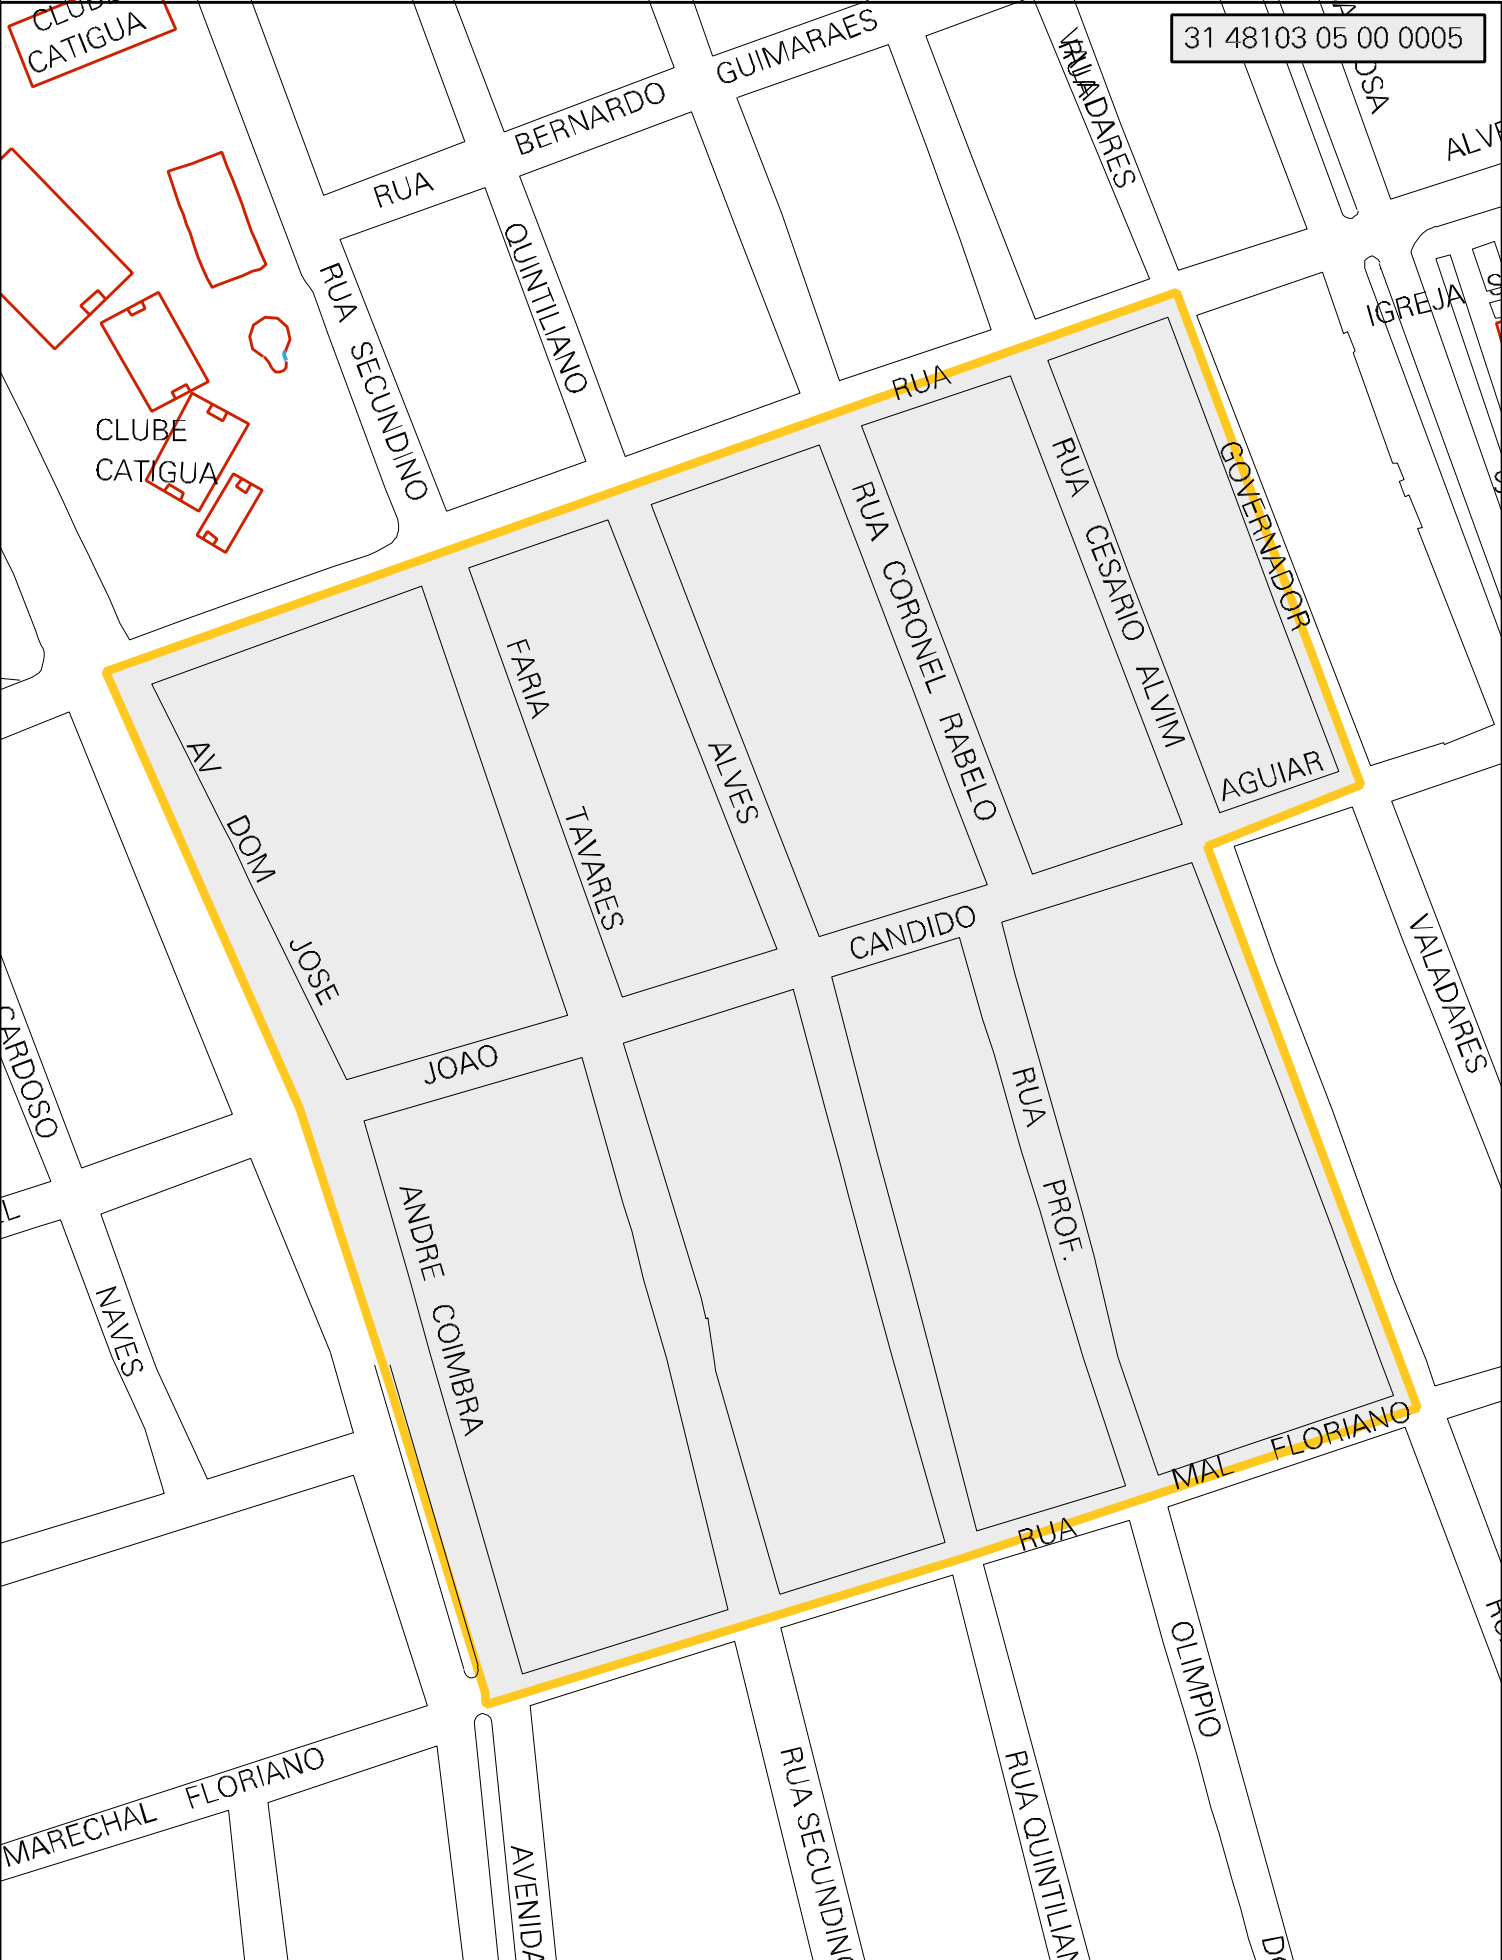 CLUBE
CATIGUA
31 48103 05 00 0005
GUIMARAES
BERNARDO
RUA
VALADARES
RUA
ALVE
QUINTILIANO
RUA SECUNDINO
IGREJA S
CLUBE
CATIGUA
RUA
GOVERNADOR
RUA CESARIO ALVIM
RUA CORONEL RABELO
FARIA
TAVARES
ALVES
AV DOM JOSE
AGUIAR
CANDIDO
JOAO
VALADARES
CARDOSO
RUA PROF.
ANDRE COIMBRA
NAVES
MAL FLORIANO
RUA
OLIMPIO
MARECHAL FLORIANO
RUA SECUNDINO
RUA QUINTILIAN
AVENIDA